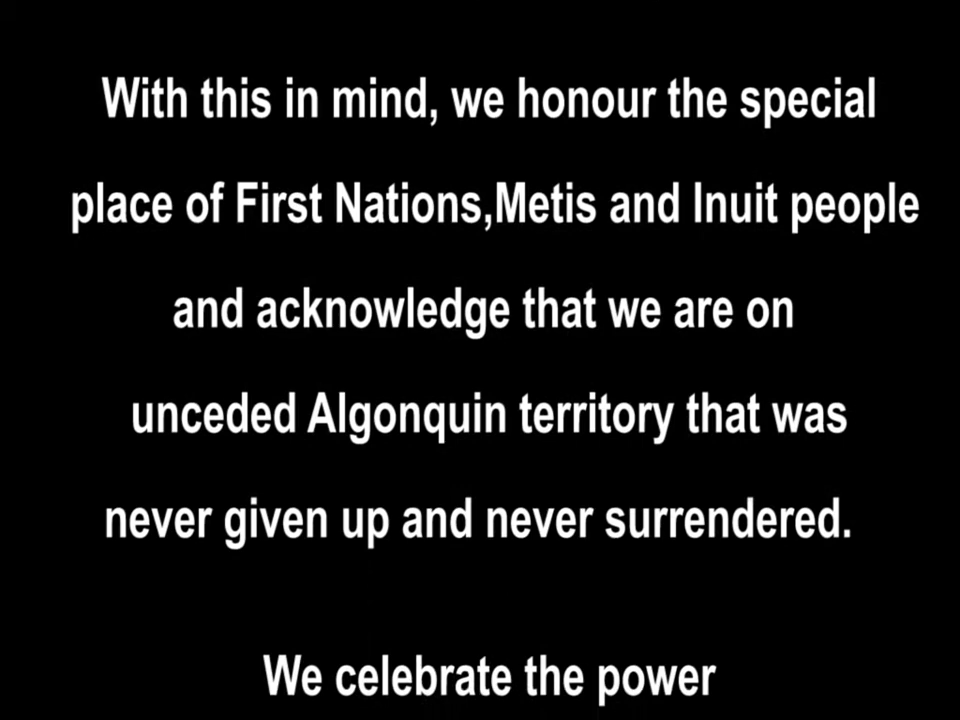 With this in mind, we honour the special
place of First Nations,Metis and Inuit people
and acknowledge that we are on
unceded Algonquin territory that was
never given up and never surrendered.
We celebrate the power